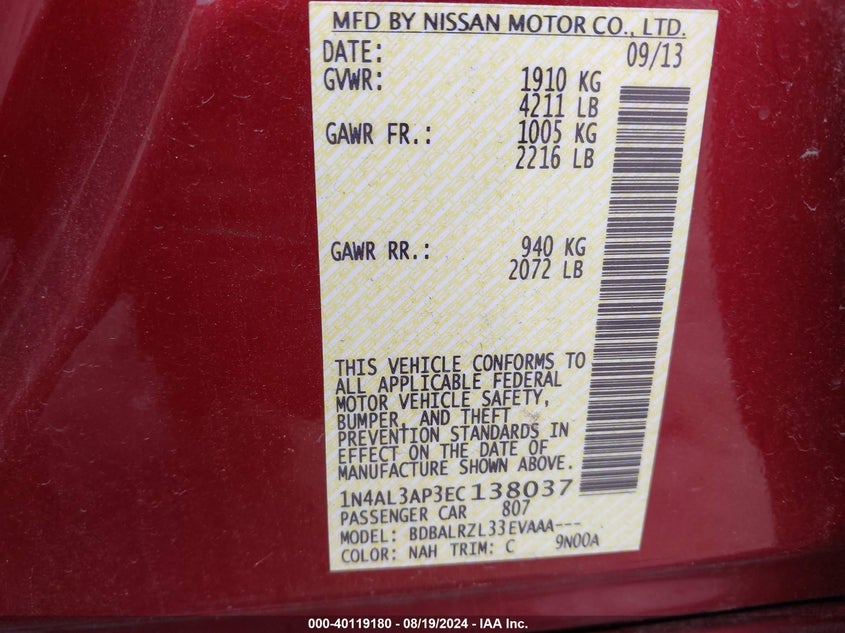 MFD BY NISSAN MOTOR CO., LTD.
DATE: 09/13
GVWR: 1910 KG
4211 LB
GAWR FR.: 1005 KG
2216 LB
GAWR RR.: 940 KG
2072 LB
THIS VEHICLE CONFORMS TO
ALL APPLICABLE FEDERAL
MOTOR VEHICLE SAFETY,
BUMPER, AND THEFT
PREVENTION STANDARDS IN
EFFECT ON THE DATE OF
MANUFACTURE SHOWN ABOVE.
1N4AL3AP3EC138037
PASSENGER CAR 807
MODEL: BDBALRZL33EVAAA---
COLOR: NAH TRIM: C 9N00A
000-40119180 - 08/19/2024 - IAA Inc.